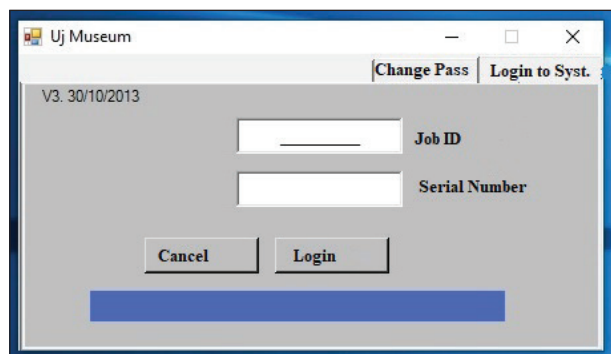 Uj Museum
Change Pass
Login to Syst.
V3. 30/10/2013
Job ID
Serial Number
Cancel
Login